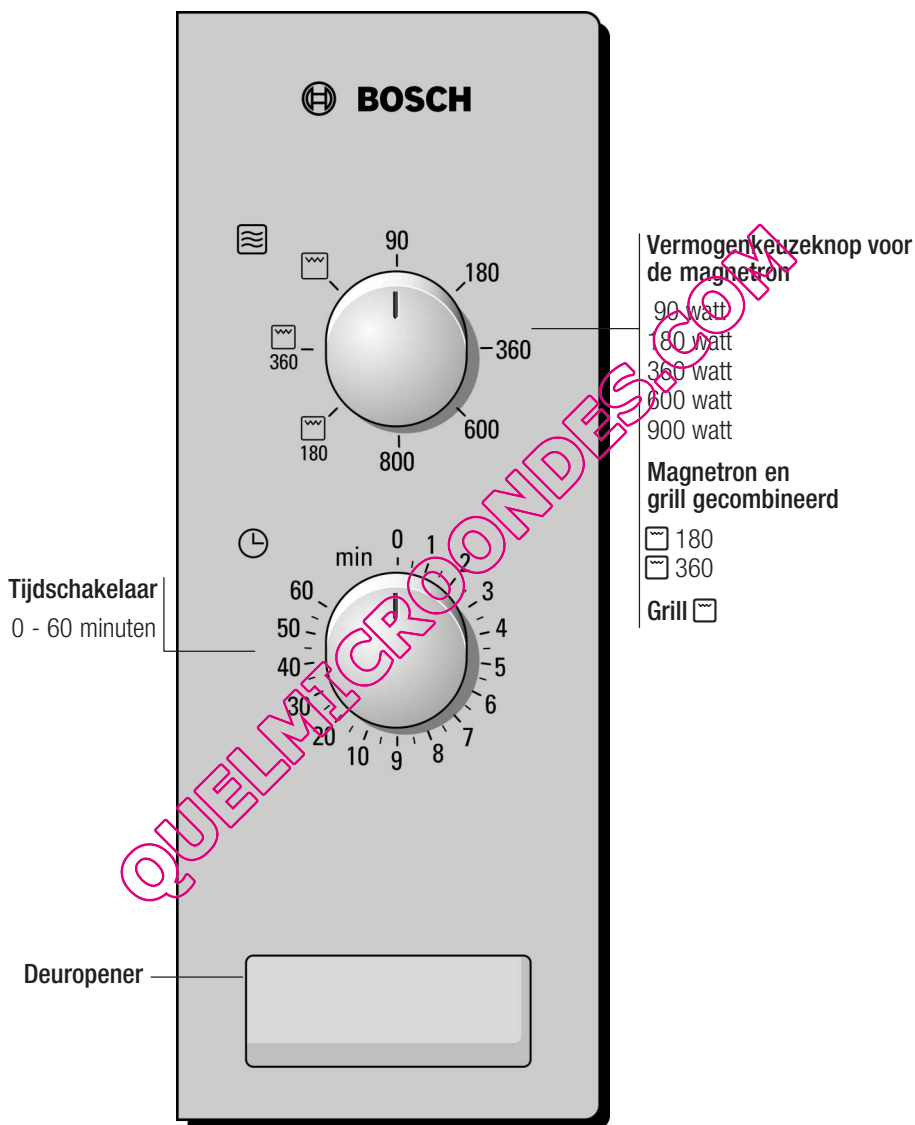 BOSCH
90
180
360
600
800
180
360
min
0
1
2
3
4
5
6
7
8
9
10
20
30
40
50
60
Vermogenkeuzeknop voor
de magnetron
90 watt
180 watt
360 watt
600 watt
900 watt
Magnetron en
grill gecombineerd
180
360
Grill
Tijdschakelaar
0 - 60 minuten
Deuropener
QUELMICROONDES.COM